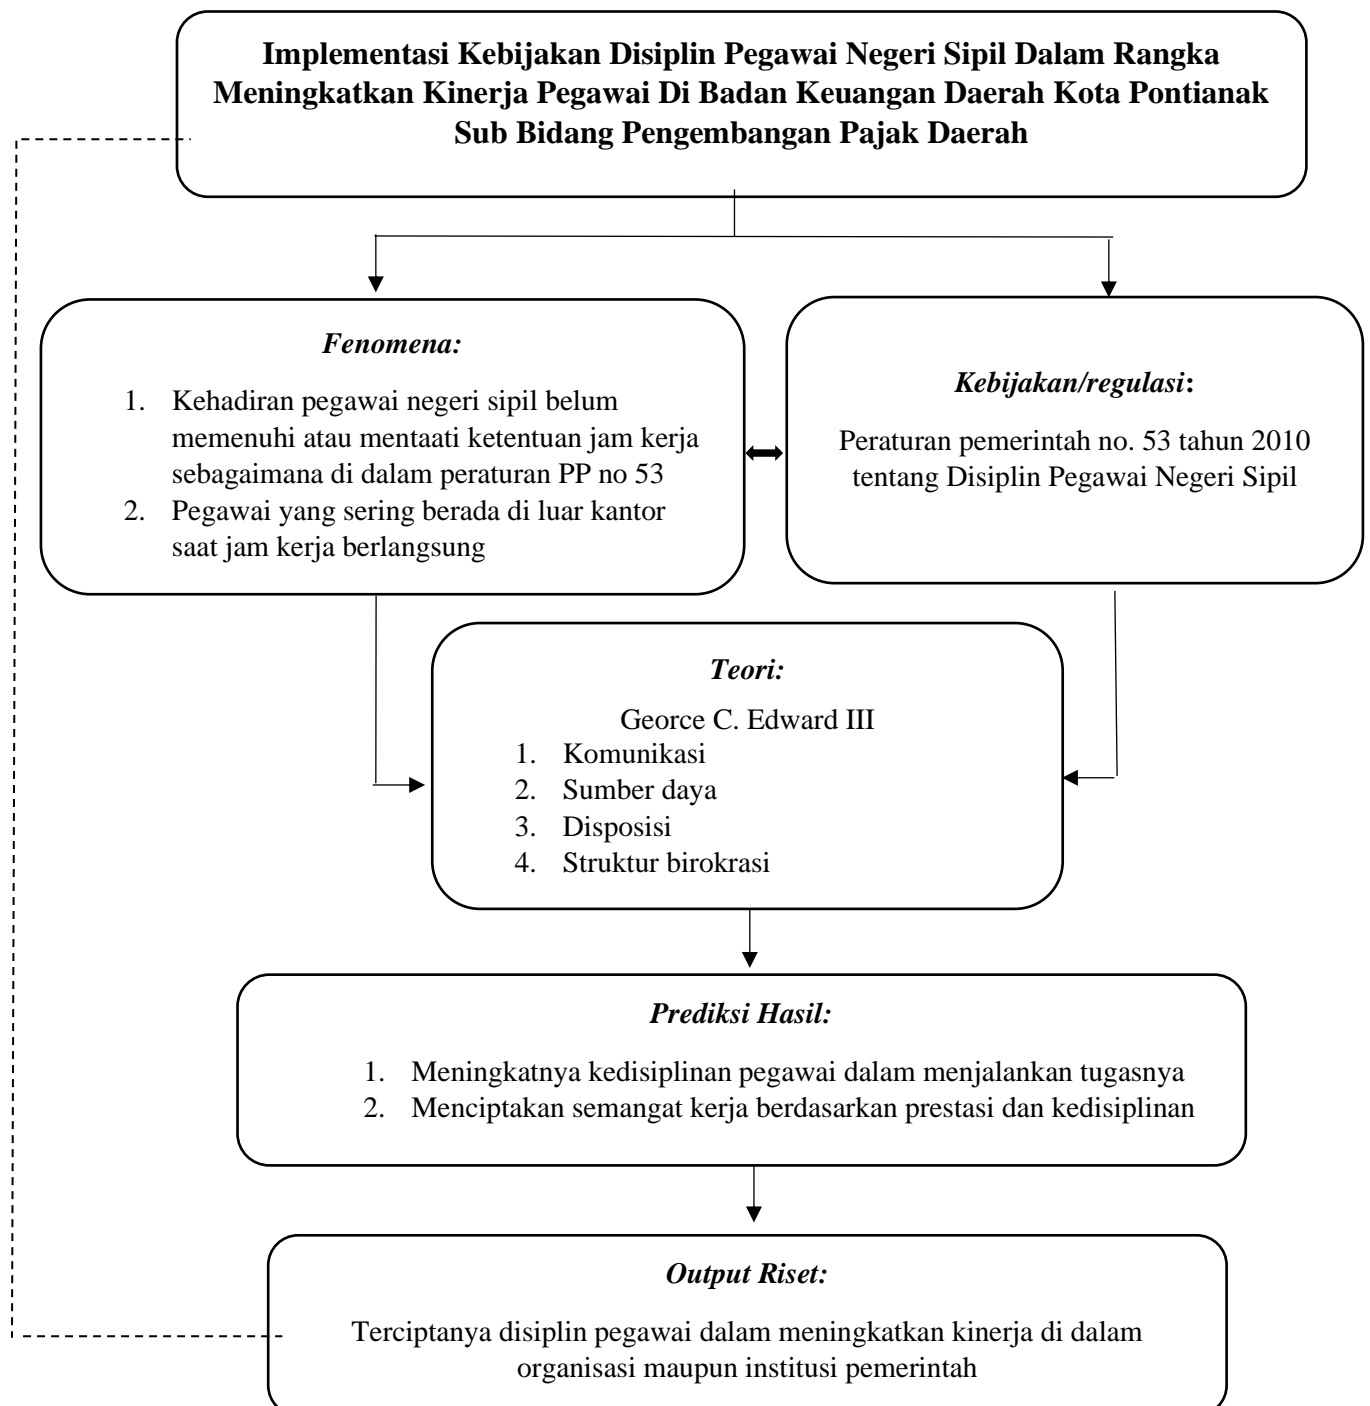 Implementasi Kebijakan Disiplin Pegawai Negeri Sipil Dalam Rangka
Meningkatkan Kinerja Pegawai Di Badan Keuangan Daerah Kota Pontianak
Sub Bidang Pengembangan Pajak Daerah
Fenomena:
1. Kehadiran pegawai negeri sipil belum
memenuhi atau mentaati ketentuan jam kerja
sebagaimana di dalam peraturan PP no 53
2. Pegawai yang sering berada di luar kantor
saat jam kerja berlangsung
Kebijakan/regulasi:
Peraturan pemerintah no. 53 tahun 2010
tentang Disiplin Pegawai Negeri Sipil
Teori:
Georce C. Edward III
1. Komunikasi
2. Sumber daya
3. Disposisi
4. Struktur birokrasi
Prediksi Hasil:
1. Meningkatnya kedisiplinan pegawai dalam menjalankan tugasnya
2. Menciptakan semangat kerja berdasarkan prestasi dan kedisiplinan
Output Riset:
Terciptanya disiplin pegawai dalam meningkatkan kinerja di dalam
organisasi maupun institusi pemerintah